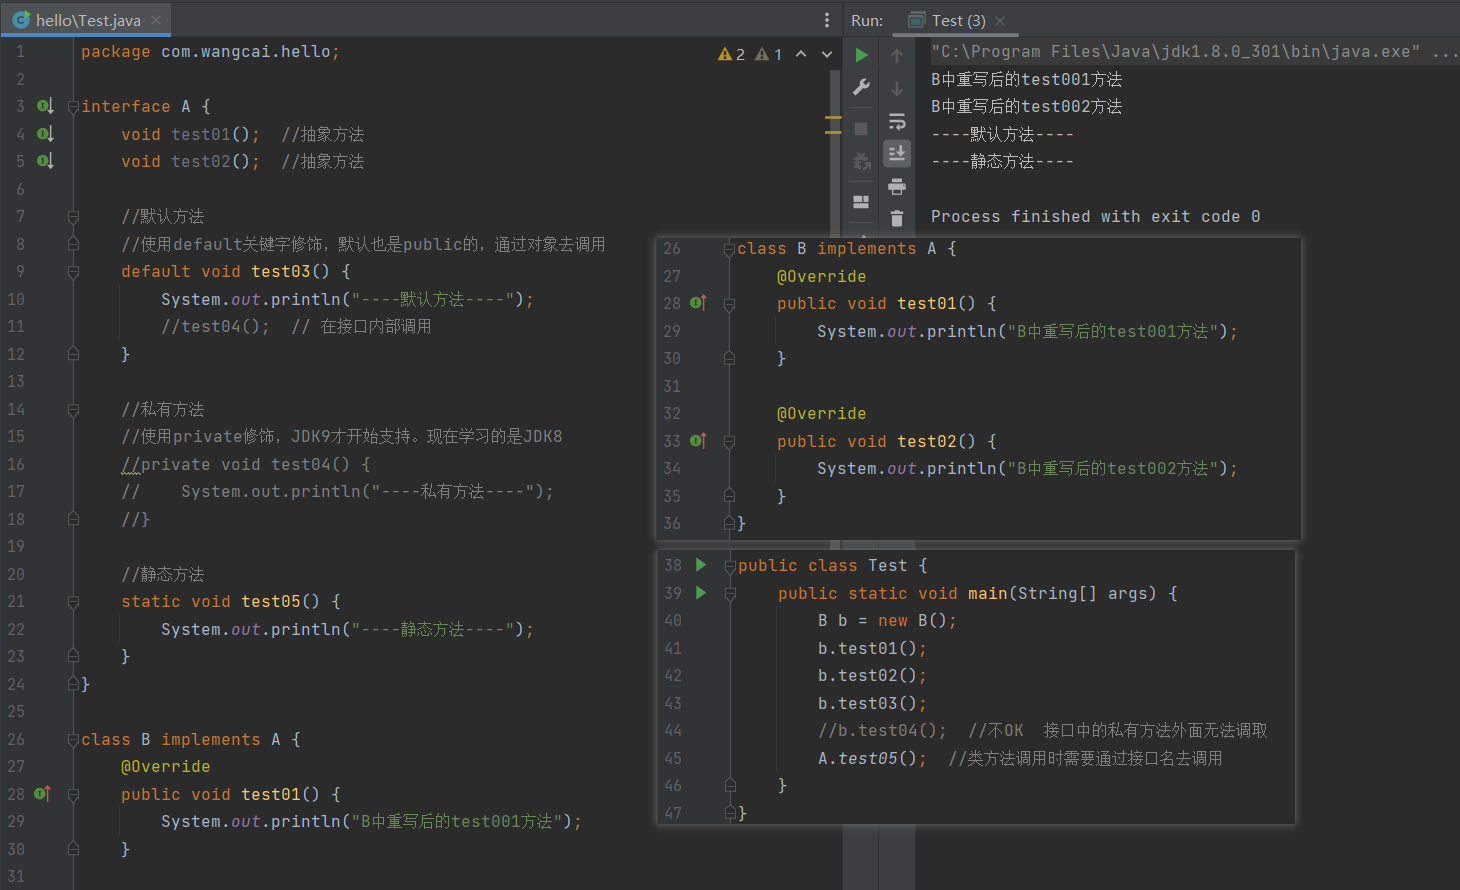 hello\Test.java
1 package com.wangcai.hello;
2 1
2
3 interface A {
4 void test01(); //抽象方法
5 void test02(); //抽象方法
6
7 //默认方法
8 //使用default关键字修饰，默认也是public的，通过对象去调用
9 default void test03() {
10 System.out.println("----默认方法----");
11 //test04(); // 在接口内部调用
12 }
13
14 //私有方法
15 //使用private修饰，JDK9才开始支持。现在学习的是JDK8
16 //private void test04() {
17 // System.out.println("----私有方法----");
18 //}
19
20 //静态方法
21 static void test05() {
22 System.out.println("----静态方法----");
23 }
24 }
25
26 class B implements A {
27 @Override
28 public void test01() {
29 System.out.println("B中重写后的test001方法");
30 }
31
Run: Test (3)
"C:\Program Files\Java\jdk1.8.0_301\bin\java.exe" ...
B中重写后的test001方法
B中重写后的test002方法
----默认方法----
----静态方法----
Process finished with exit code 0
26 class B implements A {
27 @Override
28 public void test01() {
29 System.out.println("B中重写后的test001方法");
30 }
31
32 @Override
33 public void test02() {
34 System.out.println("B中重写后的test002方法");
35 }
36 }
38 public class Test {
39 public static void main(String[] args) {
40 B b = new B();
41 b.test01();
42 b.test02();
43 b.test03();
44 //b.test04(); //不OK 接口中的私有方法外面无法调取
45 A.test05(); //类方法调用时需要通过接口名去调用
46 }
47 }